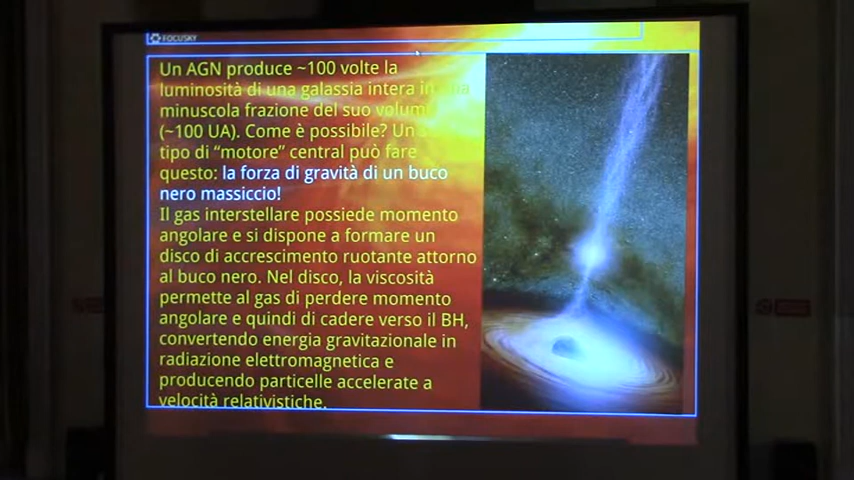 FOCUSKY
Un AGN produce ~100 volte la
luminosità di una galassia intera in una
minuscola frazione del suo volume
(~100 UA). Come è possibile? Un
tipo di “motore” central può fare
questo: la forza di gravità di un buco
nero massiccio!
Il gas interstellare possiede momento
angolare e si dispone a formare un
disco di accrescimento ruotante attorno
al buco nero. Nel disco, la viscosità
permette al gas di perdere momento
angolare e quindi di cadere verso il BH,
convertendo energia gravitazionale in
radiazione elettromagnetica e
producendo particelle accelerate a
velocità relativistiche.